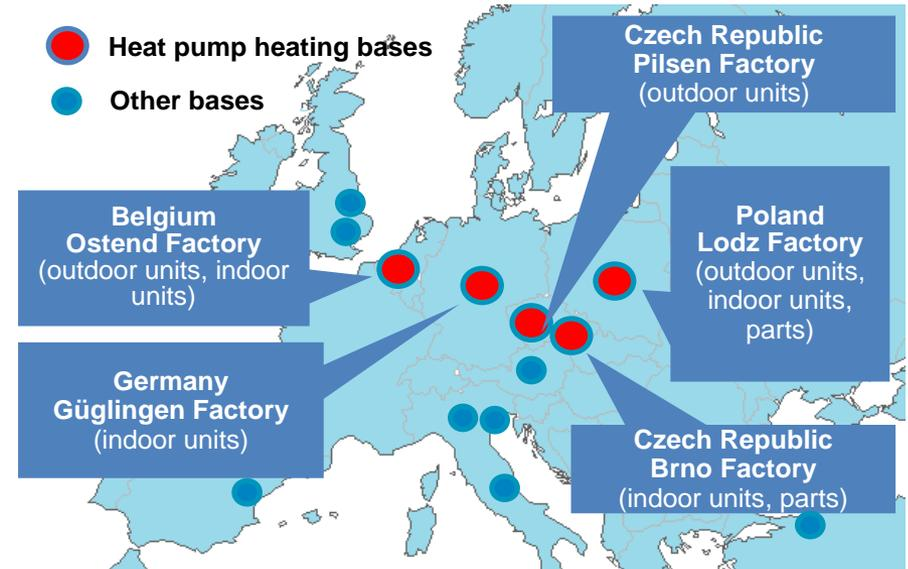 Heat pump heating bases
Other bases
Czech Republic
Pilsen Factory
(outdoor units)
Belgium
Ostend Factory
(outdoor units, indoor
units)
Poland
Lodz Factory
(outdoor units,
indoor units,
parts)
Germany
Güglingen Factory
(indoor units)
Czech Republic
Brno Factory
(indoor units, parts)